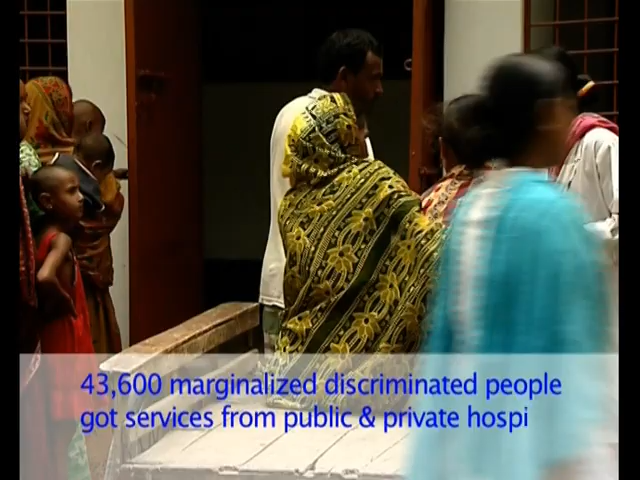 43,600 marginalized discriminated people
got services from public & private hospi